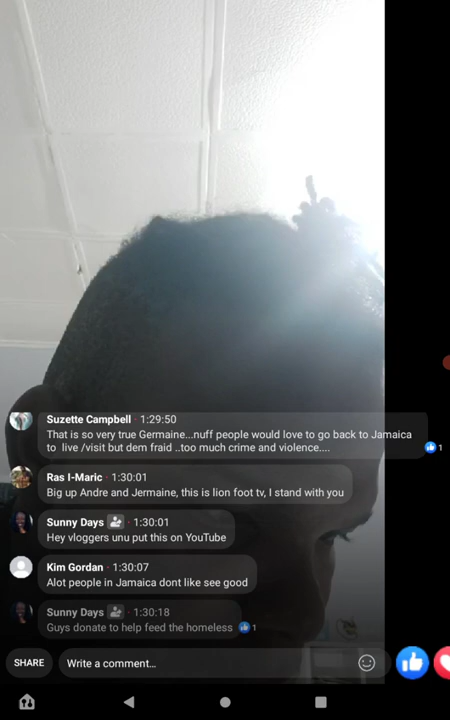 Suzette Campbell · 1:29:50
That is so very true Germaine...nuff people would love to go back to Jamaica
to live /visit but dem fraid ..too much crime and violence....
1
Ras I-Maric · 1:30:01
Big up Andre and Jermaine, this is lion foot tv, I stand with you
Sunny Days · 1:30:01
Hey vloggers unu put this on YouTube
Kim Gordan · 1:30:07
Alot people in Jamaica dont like see good
Sunny Days · 1:30:18
Guys donate to help feed the homeless 1
SHARE Write a comment...